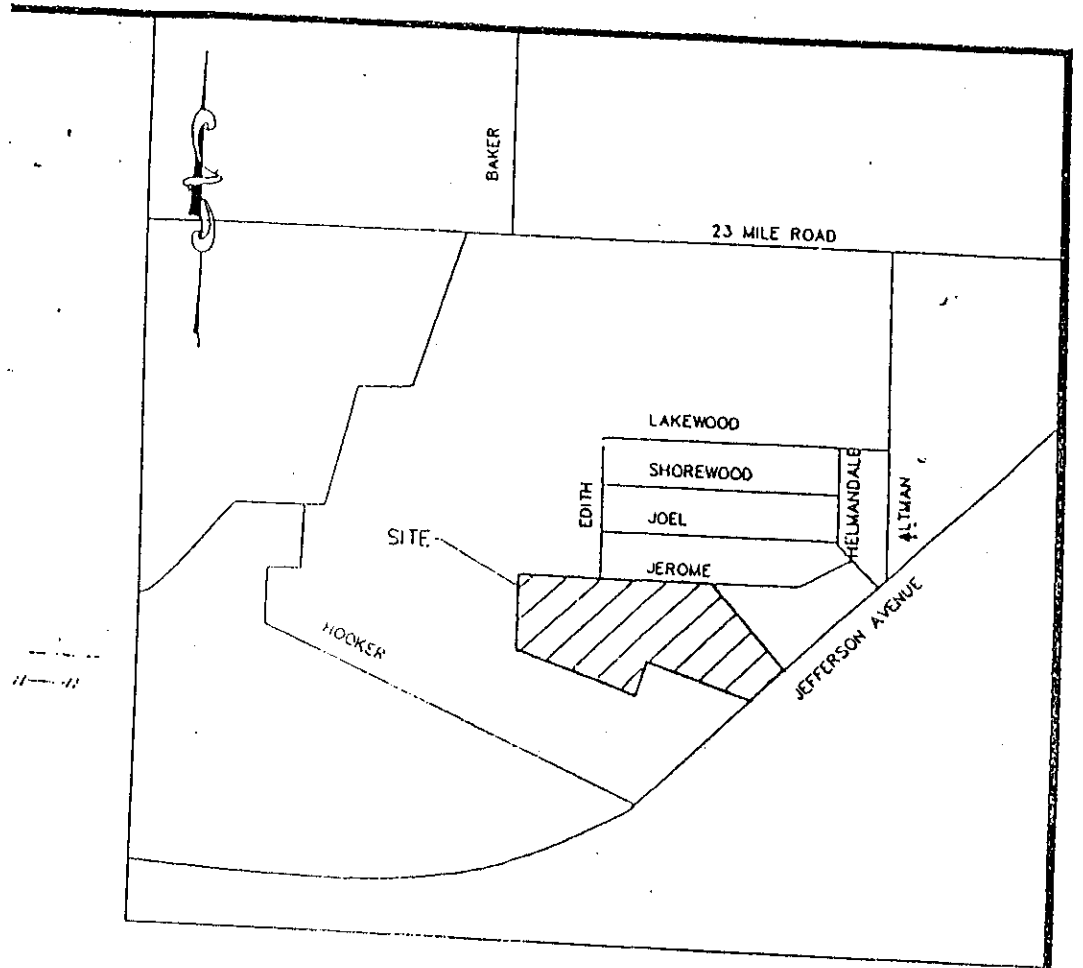 BAKER
23 MILE ROAD
LAKEWOOD
SHOREWOOD
EDITH
HELMANDALE
ALTMAN
JOEL
SITE
JEROME
HOOKER
JEFFERSON AVENUE